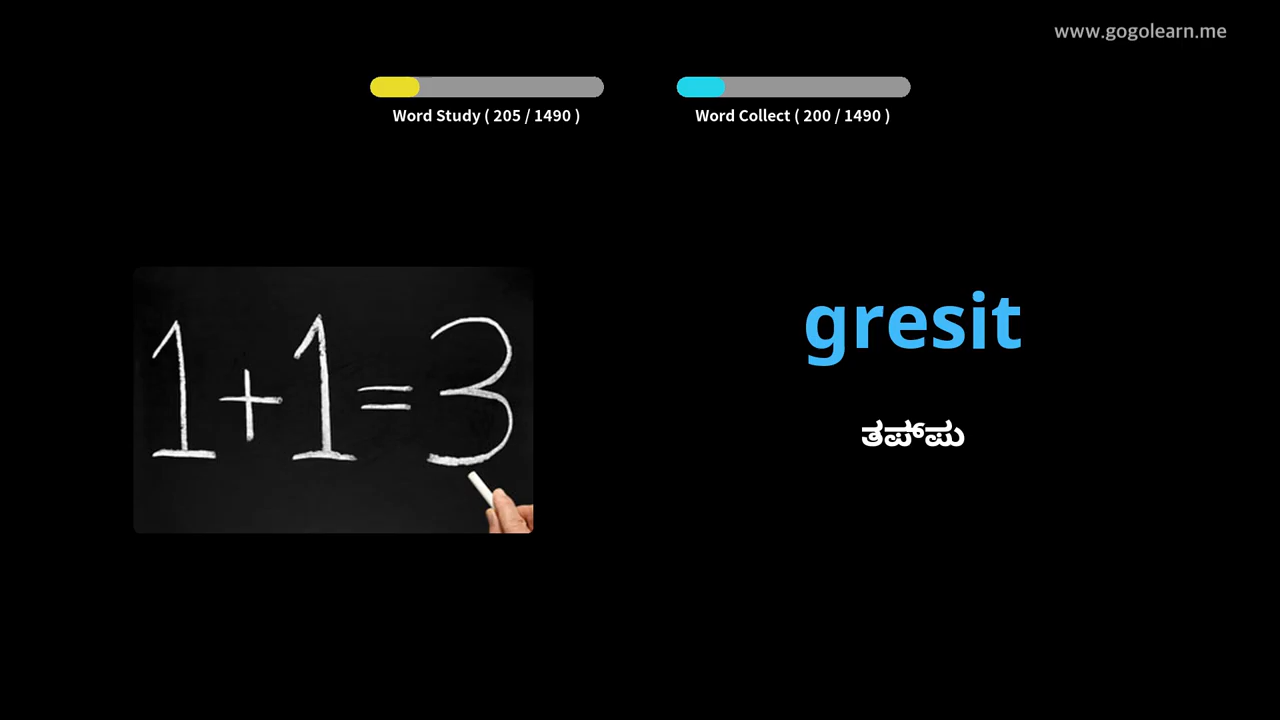 www.gogolearn.me
Word Study ( 205 / 1490 )
Word Collect ( 200 / 1490 )
1+1=3
gresit
ತಪ್ಪು